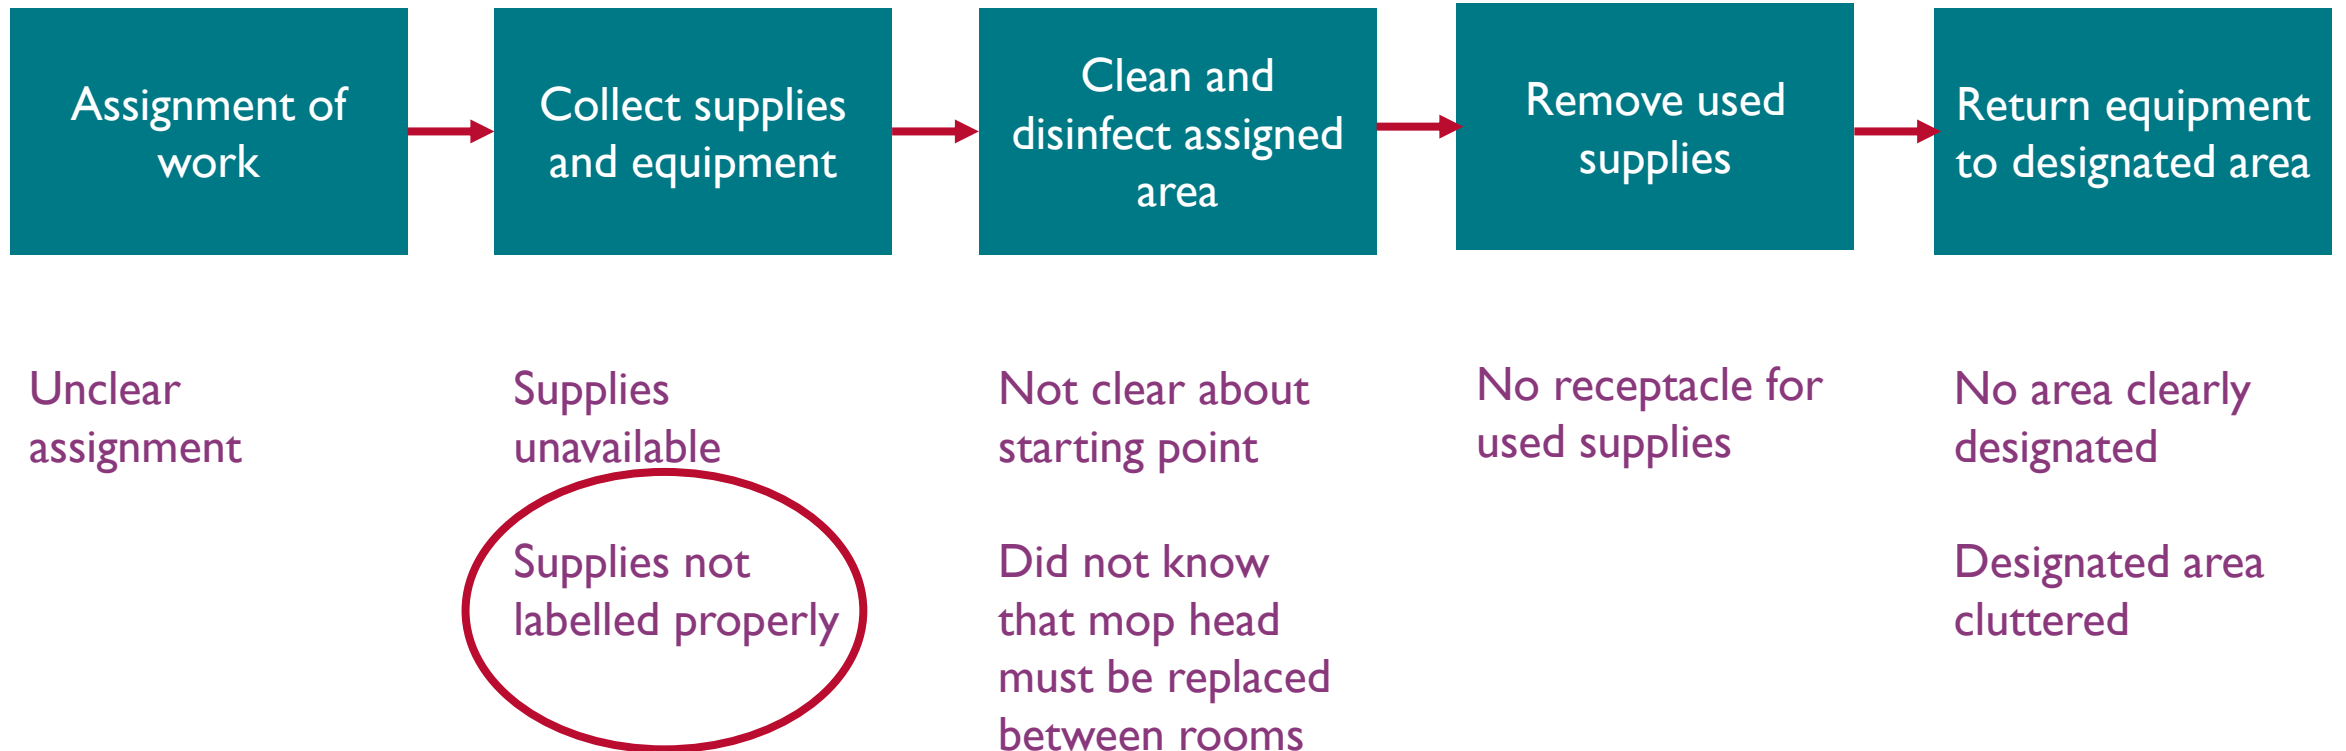 Assignment of
work
Collect supplies
and equipment
Clean and
disinfect assigned
area
Remove used
supplies
Return equipment
to designated area
Unclear
assignment
Supplies
unavailable
Supplies not
labelled properly
Not clear about
starting point
Did not know
that mop head
must be replaced
between rooms
No receptacle for
used supplies
No area clearly
designated
Designated area
cluttered